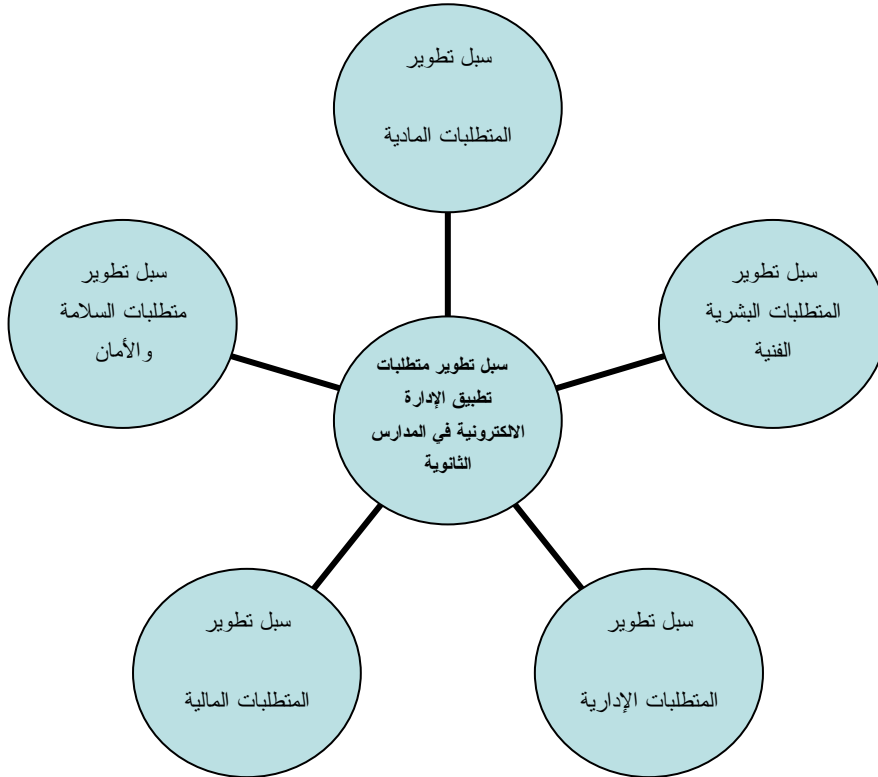 سبل تطوير
المتطلبات المادية
سبل تطوير
المتطلبات البشرية
الفنية
سبل تطوير
متطلبات السلامة
والأمان
سبل تطوير متطلبات
تطبيق الإدارة
الالكترونية في المدارس
الثانوية
سبل تطوير
المتطلبات الإدارية
سبل تطوير
المتطلبات المالية